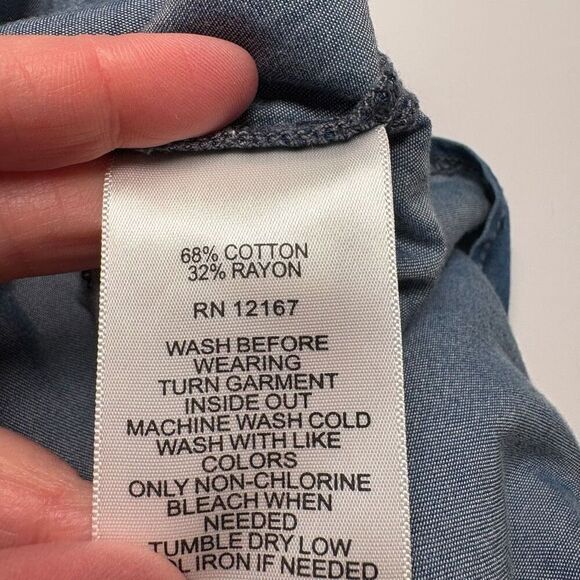 68% COTTON
32% RAYON
RN 12167
WASH BEFORE
WEARING
TURN GARMENT
INSIDE OUT
MACHINE WASH COLD
WASH WITH LIKE
COLORS
ONLY NON-CHLORINE
BLEACH WHEN
NEEDED
TUMBLE DRY LOW
IRON IF NEEDED